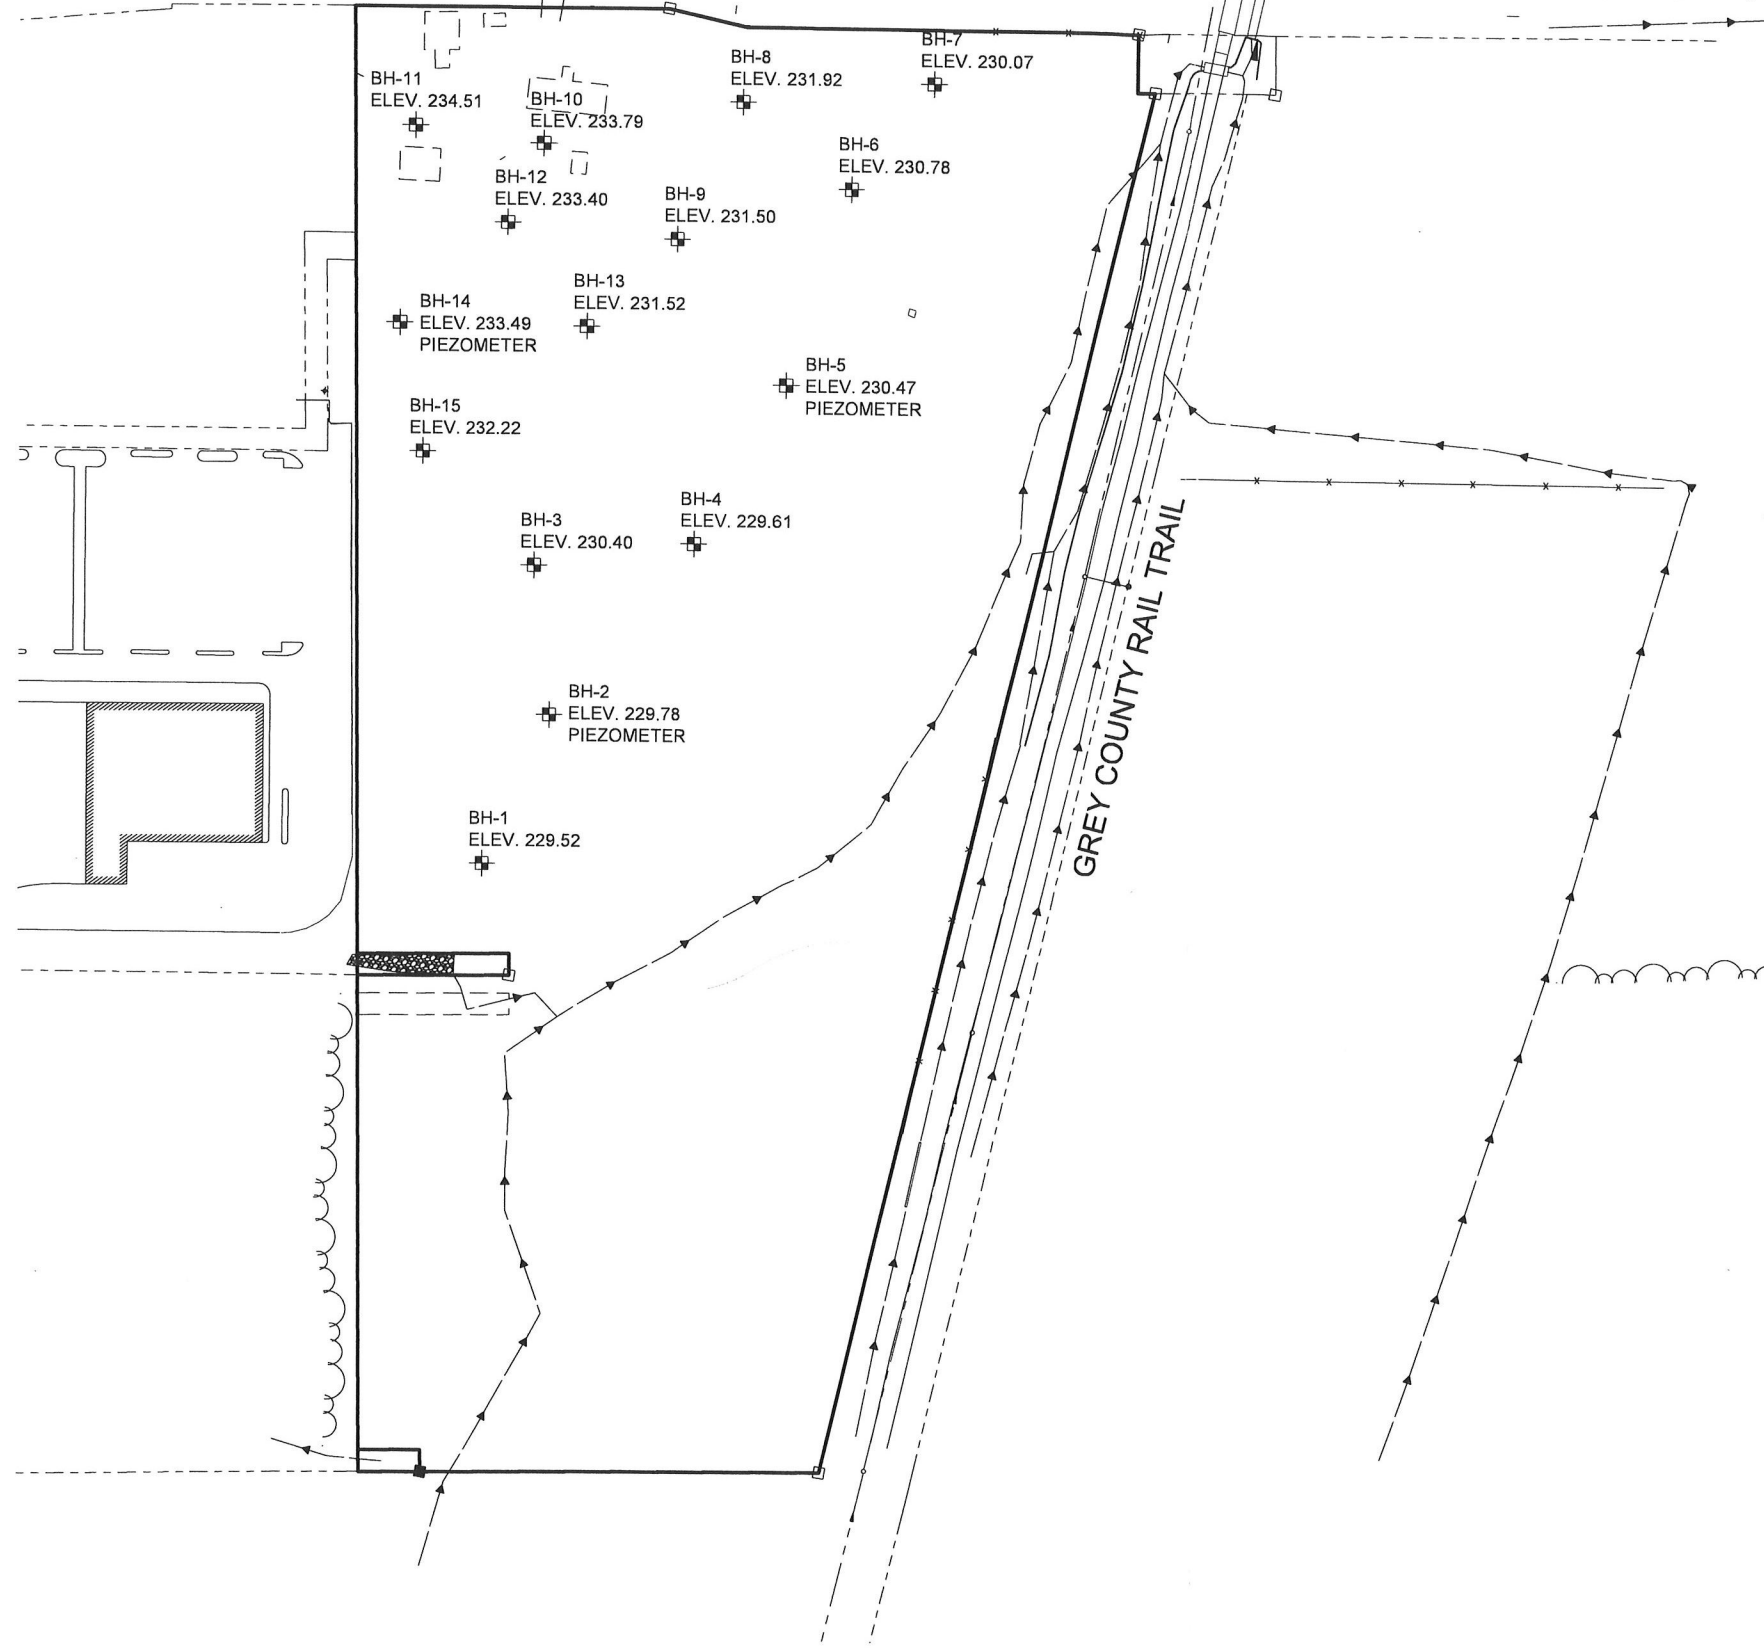 BH-7
ELEV. 230.07
BH-8
ELEV. 231.92
BH-11
ELEV. 234.51
BH-10
ELEV. 233.79
BH-6
ELEV. 230.78
BH-12
ELEV. 233.40
BH-9
ELEV. 231.50
BH-13
ELEV. 231.52
BH-14
ELEV. 233.49
PIEZOMETER
BH-5
ELEV. 230.47
PIEZOMETER
BH-15
ELEV. 232.22
BH-4
ELEV. 229.61
BH-3
ELEV. 230.40
GREY COUNTY RAIL TRAIL
BH-2
ELEV. 229.78
PIEZOMETER
BH-1
ELEV. 229.52